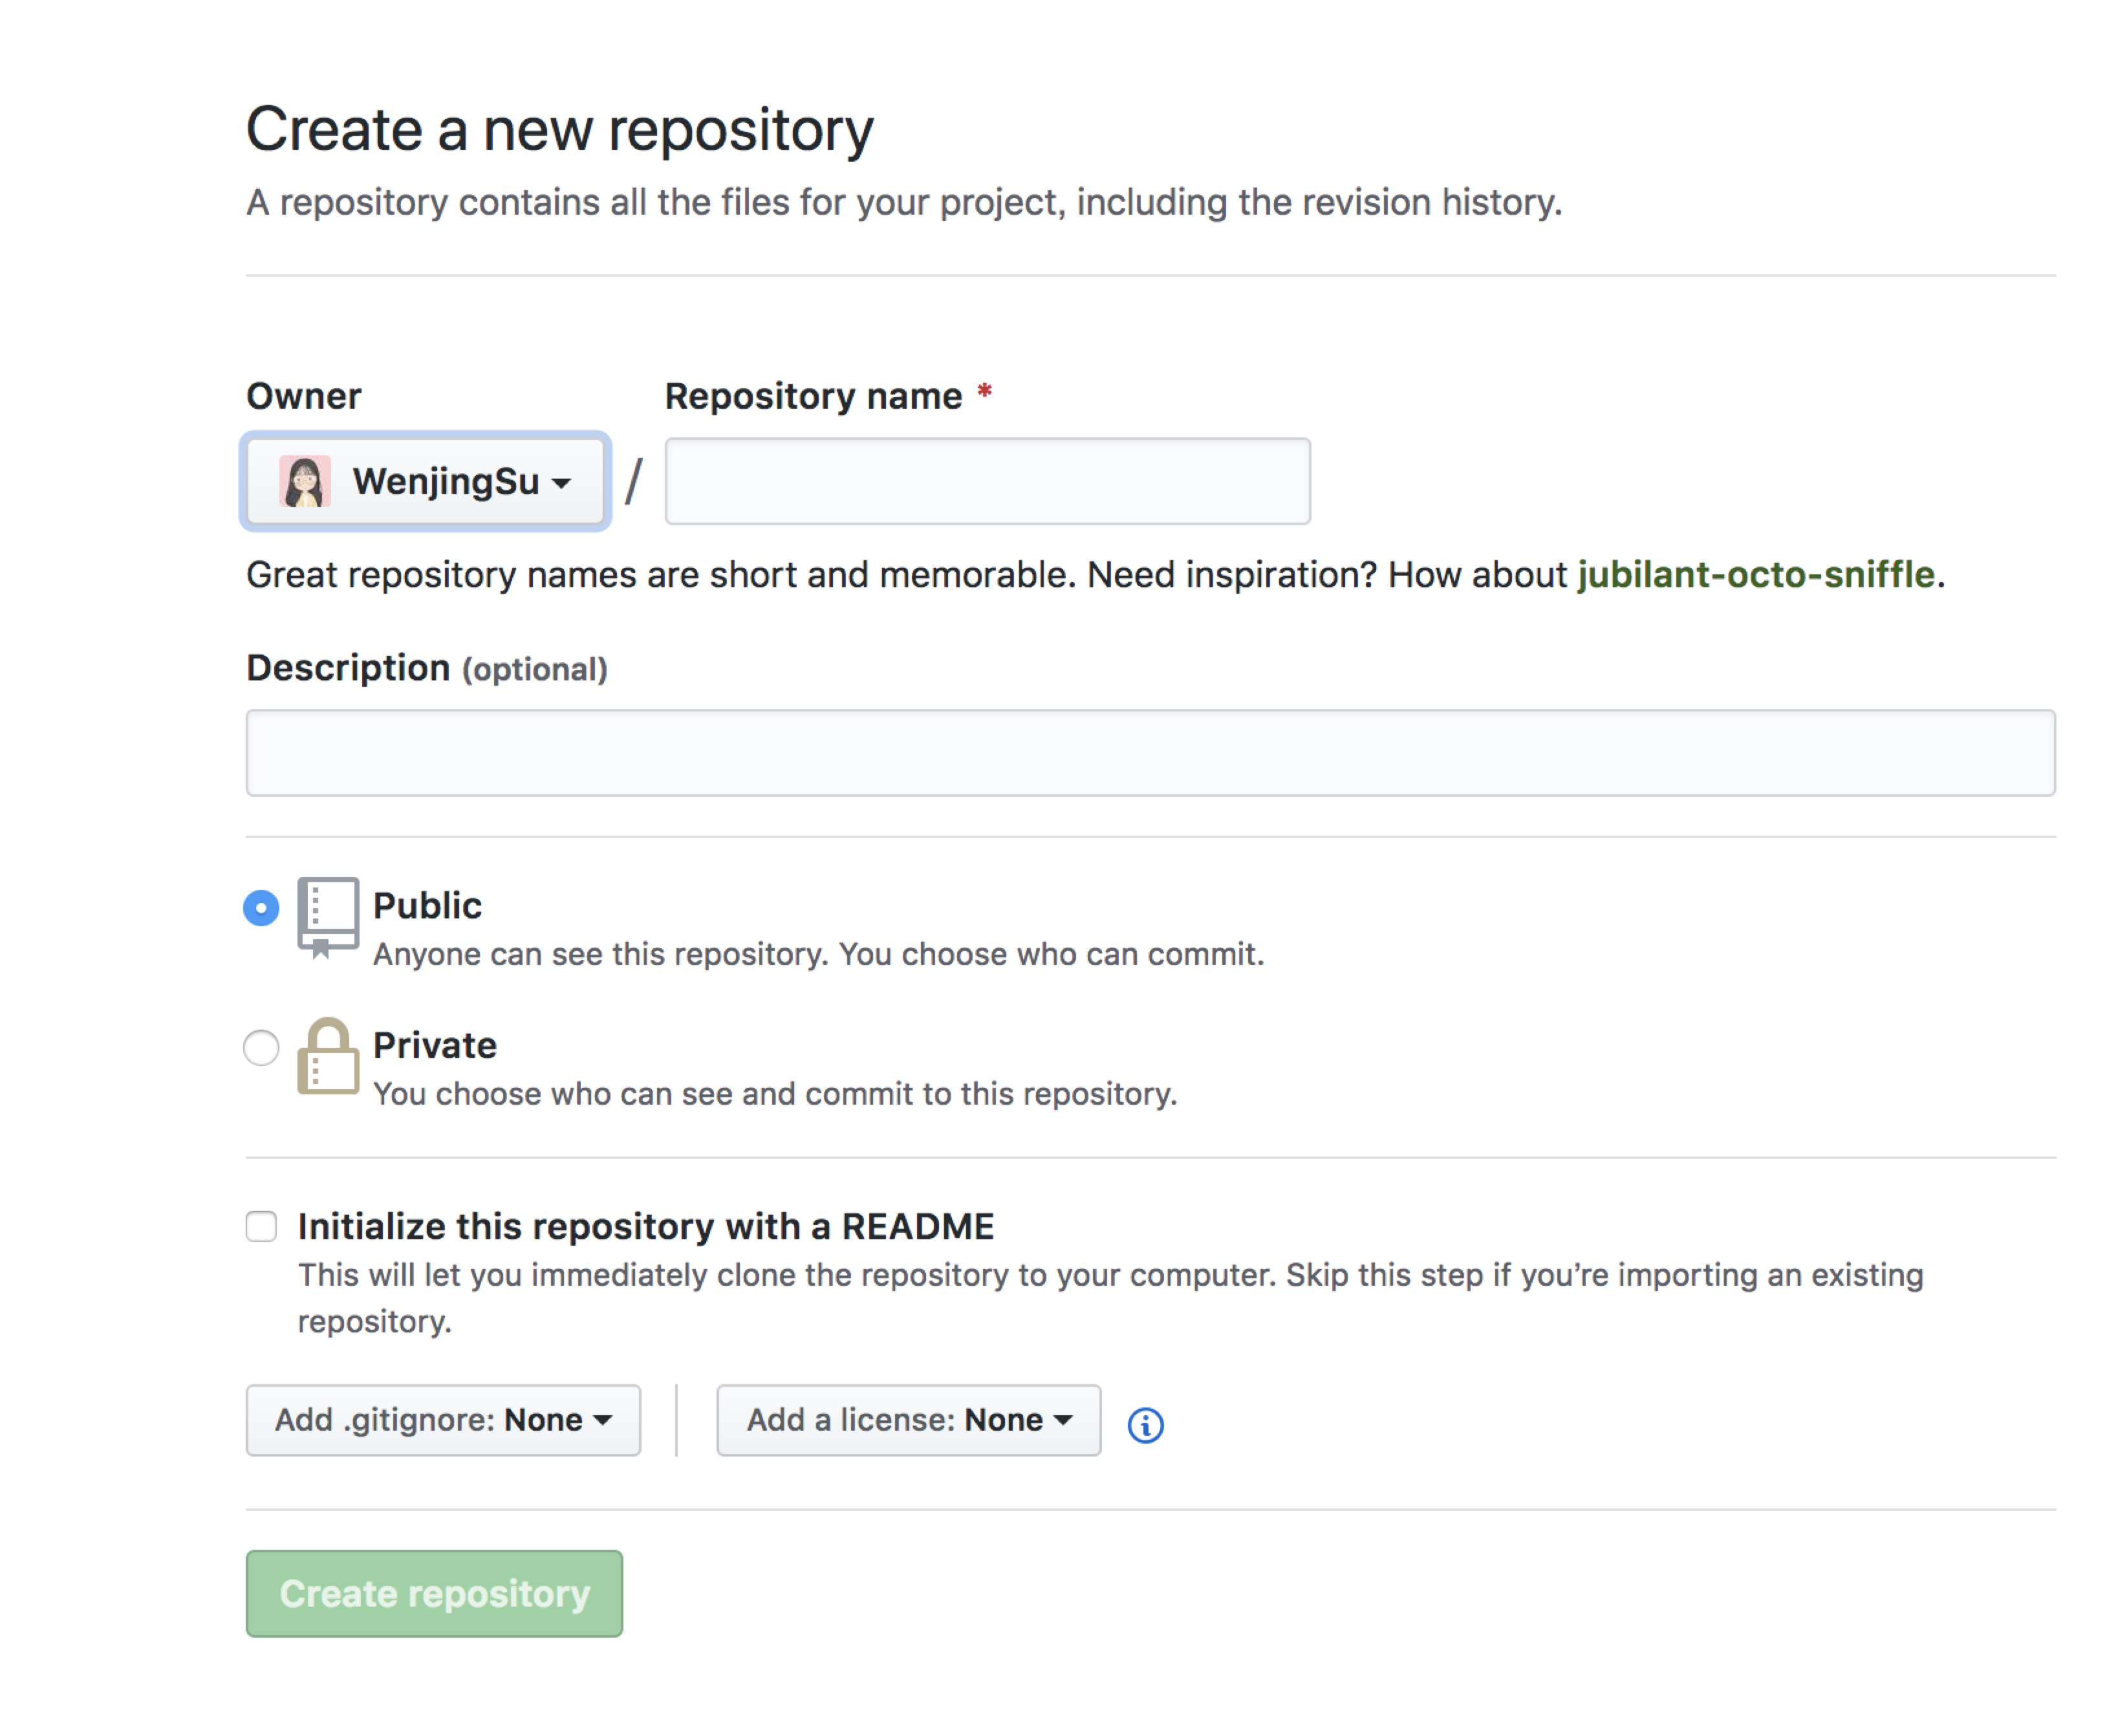 Create a new repository
A repository contains all the files for your project, including the revision history.
Owner
Repository name *
WenjingSu
/
Great repository names are short and memorable. Need inspiration? How about jubilant-octo-sniffle.
Description (optional)
Public
Anyone can see this repository. You choose who can commit.
Private
You choose who can see and commit to this repository.
Initialize this repository with a README
This will let you immediately clone the repository to your computer. Skip this step if you’re importing an existing
repository.
Add .gitignore: None
Add a license: None
Create repository